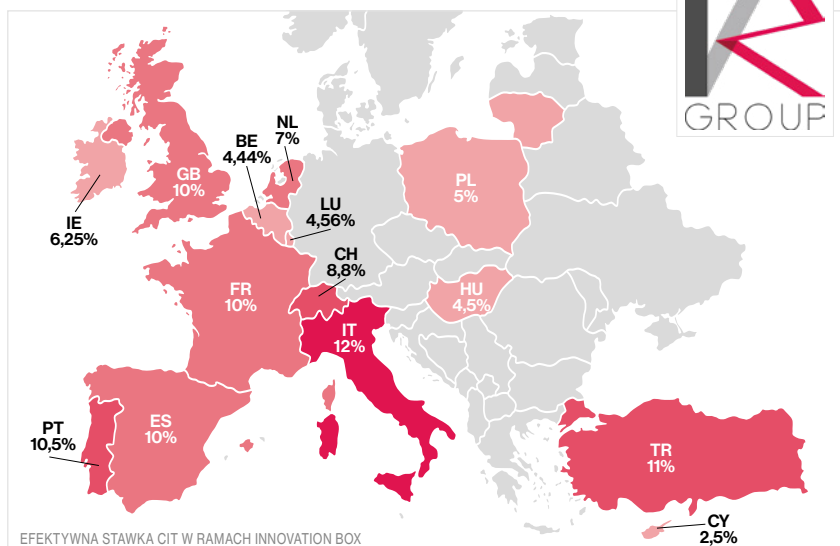 GROUP
NL
7%
BE
4,44%
GB
10%
PL
5%
LU
4,56%
IE
6,25%
CH
8,8%
FR
10%
HU
4,5%
IT
12%
PT
10,5%
ES
10%
TR
11%
CY
2,5%
EFEKTYWNA STAWKA CIT W RAMACH INNOVATION BOX